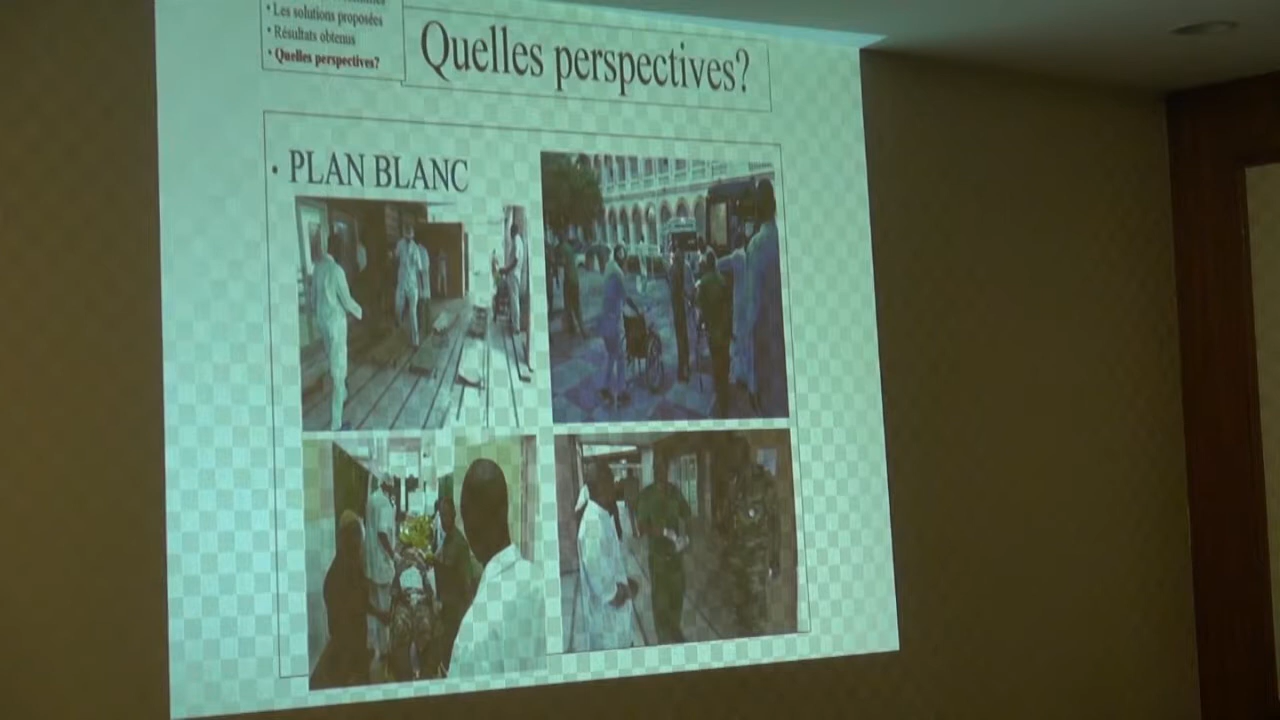 • Les solutions proposées
• Résultats obtenus
• Quelles perspectives?
Quelles perspectives?
• PLAN BLANC